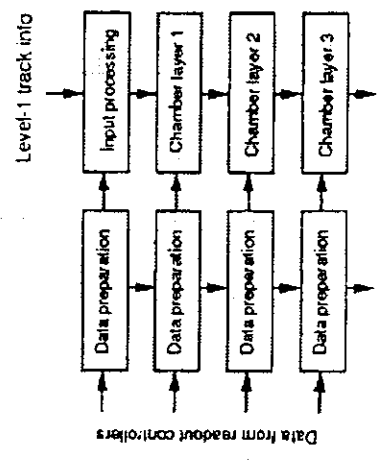 Level-1 track info
Input processing
Chamber layer 1
Chamber layer 2
Chamber layer 3
Data preparation
Data preparation
Data preparation
Data preparation
Data from readout controllers